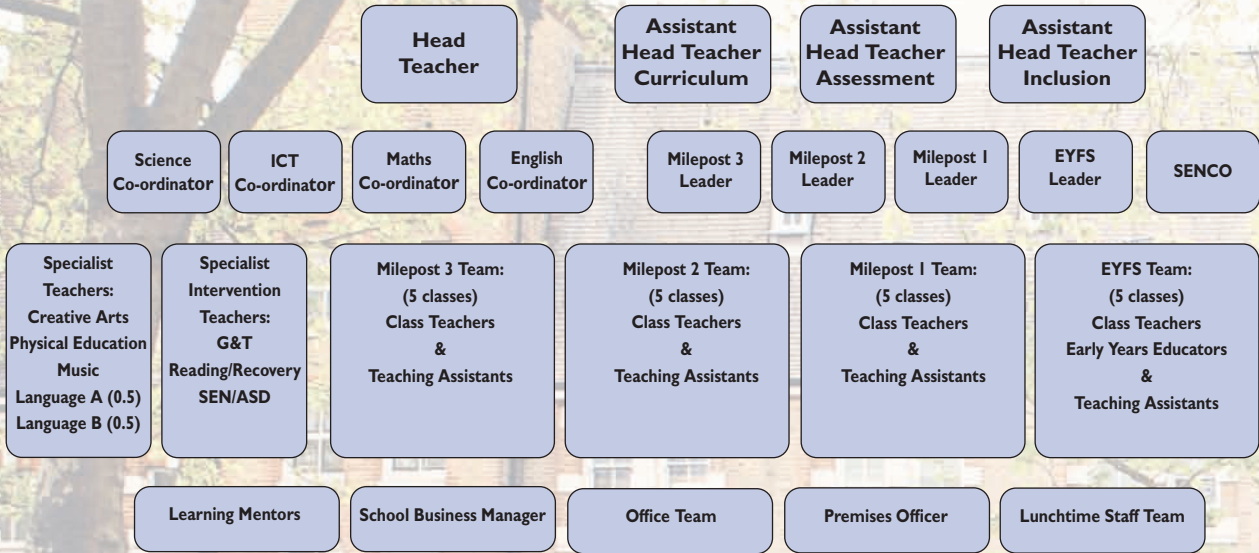 Head
Teacher
Assistant
Head Teacher
Curriculum
Assistant
Head Teacher
Assessment
Assistant
Head Teacher
Inclusion
Science
Co-ordinator
ICT
Co-ordinator
Maths
Co-ordinator
English
Co-ordinator
Milepost 3
Leader
Milepost 2
Leader
Milepost 1
Leader
EYFS
Leader
SENCO
Specialist
Teachers:
Creative Arts
Physical Education
Music
Language A (0.5)
Language B (0.5)
Specialist
Intervention
Teachers:
G&T
Reading/Recovery
SEN/ASD
Milepost 3 Team:
(5 classes)
Class Teachers
&
Teaching Assistants
Milepost 2 Team:
(5 classes)
Class Teachers
&
Teaching Assistants
Milepost 1 Team:
(5 classes)
Class Teachers
&
Teaching Assistants
EYFS Team:
(5 classes)
Class Teachers
Early Years Educators
&
Teaching Assistants
Learning Mentors
School Business Manager
Office Team
Premises Officer
Lunchtime Staff Team